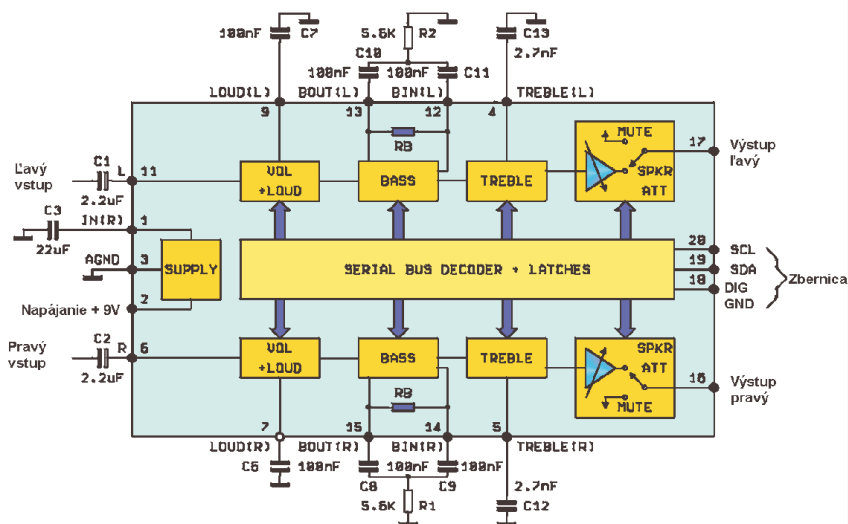 100nF C7
5.6K R2
C13
2.7nF
C10
100nF 100nF C11
LOUD(L) BOUT(L) BIN(L) TREBLE(L)
9 13 12 4
MUTE
17 Výstup
ľavý
RB
Ľavý
vstup
C1 L 11
2.2uF
VOL
+LOUD
BASS
TREBLE
SPKR
ATT
C3 IN(R) 1
22uF
AGND 3
SUPPLY
SERIAL BUS DECODER + LATCHES
20 SCL
19 SDA
18 DIG
GND
Zbernica
Napájanie + 9V 2
Pravý
vstup
C2 R 6
2.2uF
VOL
+LOUD
BASS
TREBLE
SPKR
ATT
MUTE
RB
Výstup
pravý
7 15 14 5
LOUD(R) BOUT(R) BIN(R) TREBLE(R)
C6 100nF
100nF 100nF
C8 C9
2.7nF
5.6K R1
C12